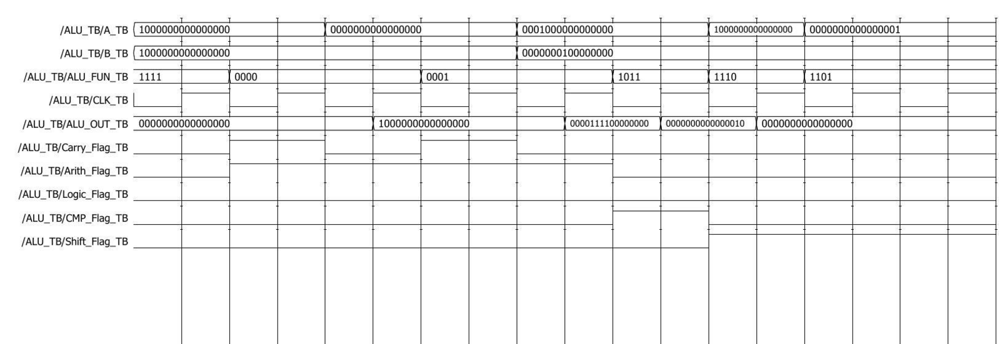 /ALU_TB/A_TB 1000000000000000 0000000000000000 0001000000000000 1000000000000000 0000000000000001
/ALU_TB/B_TB 1000000000000000 0000000100000000
/ALU_TB/ALU_FUN_TB 1111 0000 0001 1011 1110 1101
/ALU_TB/CLK_TB
/ALU_TB/ALU_OUT_TB 0000000000000000 1000000000000000 0000111100000000 0000000000000010 0000000000000000
/ALU_TB/Carry_Flag_TB
/ALU_TB/Arith_Flag_TB
/ALU_TB/Logic_Flag_TB
/ALU_TB/CMP_Flag_TB
/ALU_TB/Shift_Flag_TB